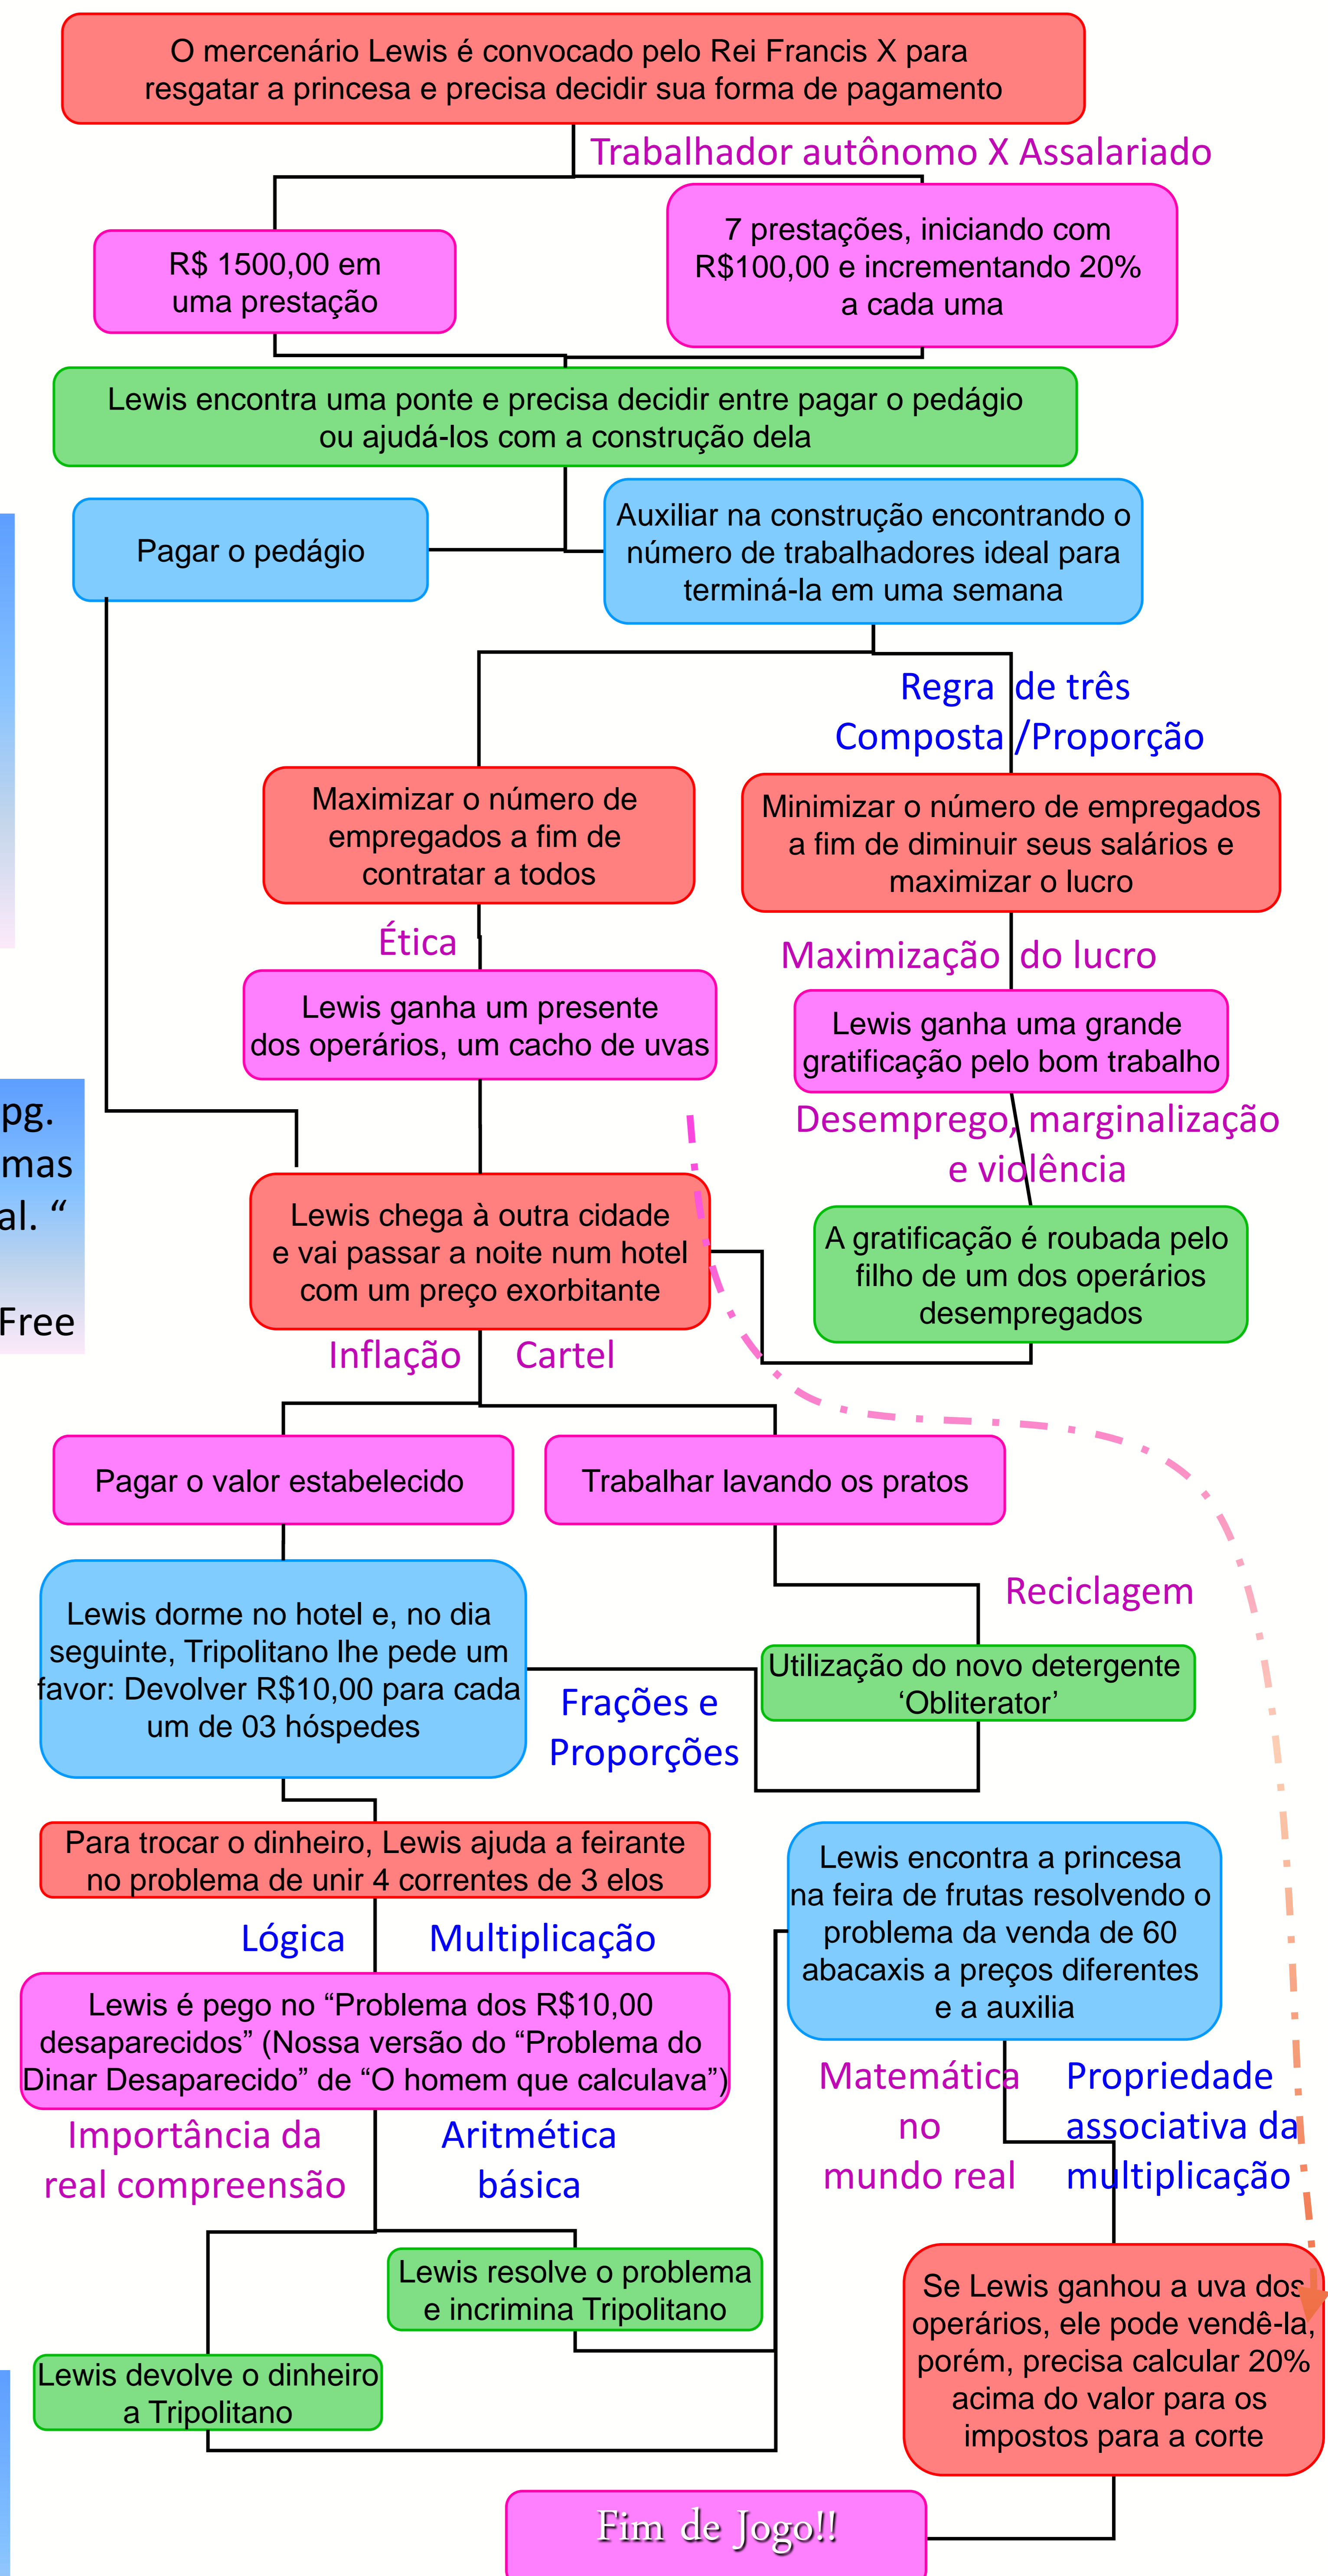 O mercenário Lewis é convocado pelo Rei Francis X para
resgatar a princesa e precisa decidir sua forma de pagamento
Trabalhador autônomo X Assalariado
R$ 1500,00 em
uma prestação
7 prestações, iniciando com
R$100,00 e incrementando 20%
a cada uma
Lewis encontra uma ponte e precisa decidir entre pagar o pedágio
ou ajudá-los com a construção dela
Pagar o pedágio
Auxiliar na construção encontrando o
número de trabalhadores ideal para
terminá-la em uma semana
Regra de três
Composta /Proporção
Maximizar o número de
empregados a fim de
contratar a todos
Minimizar o número de empregados
a fim de diminuir seus salários e
maximizar o lucro
Ética
Maximização do lucro
Lewis ganha um presente
dos operários, um cacho de uvas
Lewis ganha uma grande
gratificação pelo bom trabalho
pg.
mas
al. “
Free
Desemprego, marginalização
e violência
Lewis chega à outra cidade
e vai passar a noite num hotel
com um preço exorbitante
A gratificação é roubada pelo
filho de um dos operários
desempregados
Inflação Cartel
Pagar o valor estabelecido
Trabalhar lavando os pratos
Reciclagem
Lewis dorme no hotel e, no dia
seguinte, Tripolitano lhe pede um
favor: Devolver R$10,00 para cada
um de 03 hóspedes
Utilização do novo detergente
‘Obliterator’
Frações e
Proporções
Para trocar o dinheiro, Lewis ajuda a feirante
no problema de unir 4 correntes de 3 elos
Lewis encontra a princesa
na feira de frutas resolvendo o
problema da venda de 60
abacaxis a preços diferentes
e a auxilia
Lógica Multiplicação
Lewis é pego no “Problema dos R$10,00
desaparecidos” (Nossa versão do “Problema do
Dinar Desaparecido” de “O homem que calculava”)
Matemática
no
mundo real
Propriedade
associativa da
multiplicação
Importância da
real compreensão
Aritmética
básica
Lewis resolve o problema
e incrimina Tripolitano
Lewis devolve o dinheiro
a Tripolitano
Se Lewis ganhou a uva dos
operários, ele pode vendê-la,
porém, precisa calcular 20%
acima do valor para os
impostos para a corte
Fim de Jogo!!